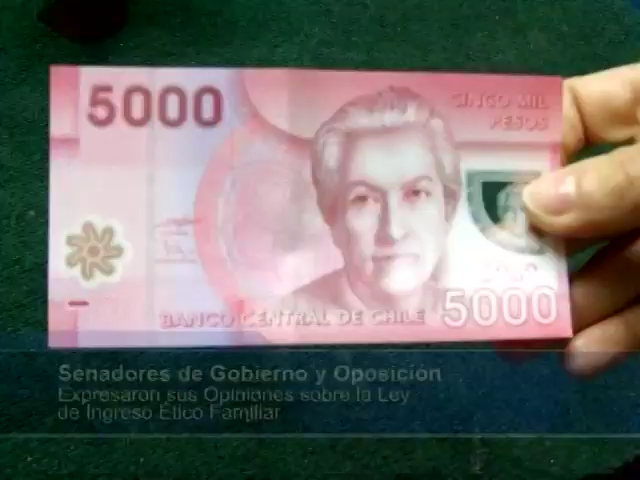 5000
CINCO MIL
PESOS
BANCO CENTRAL DE CHILE
5000
Senadores de Gobierno y Oposición
Expresaron sus Opiniones sobre la Ley
de Ingreso Ético Familiar